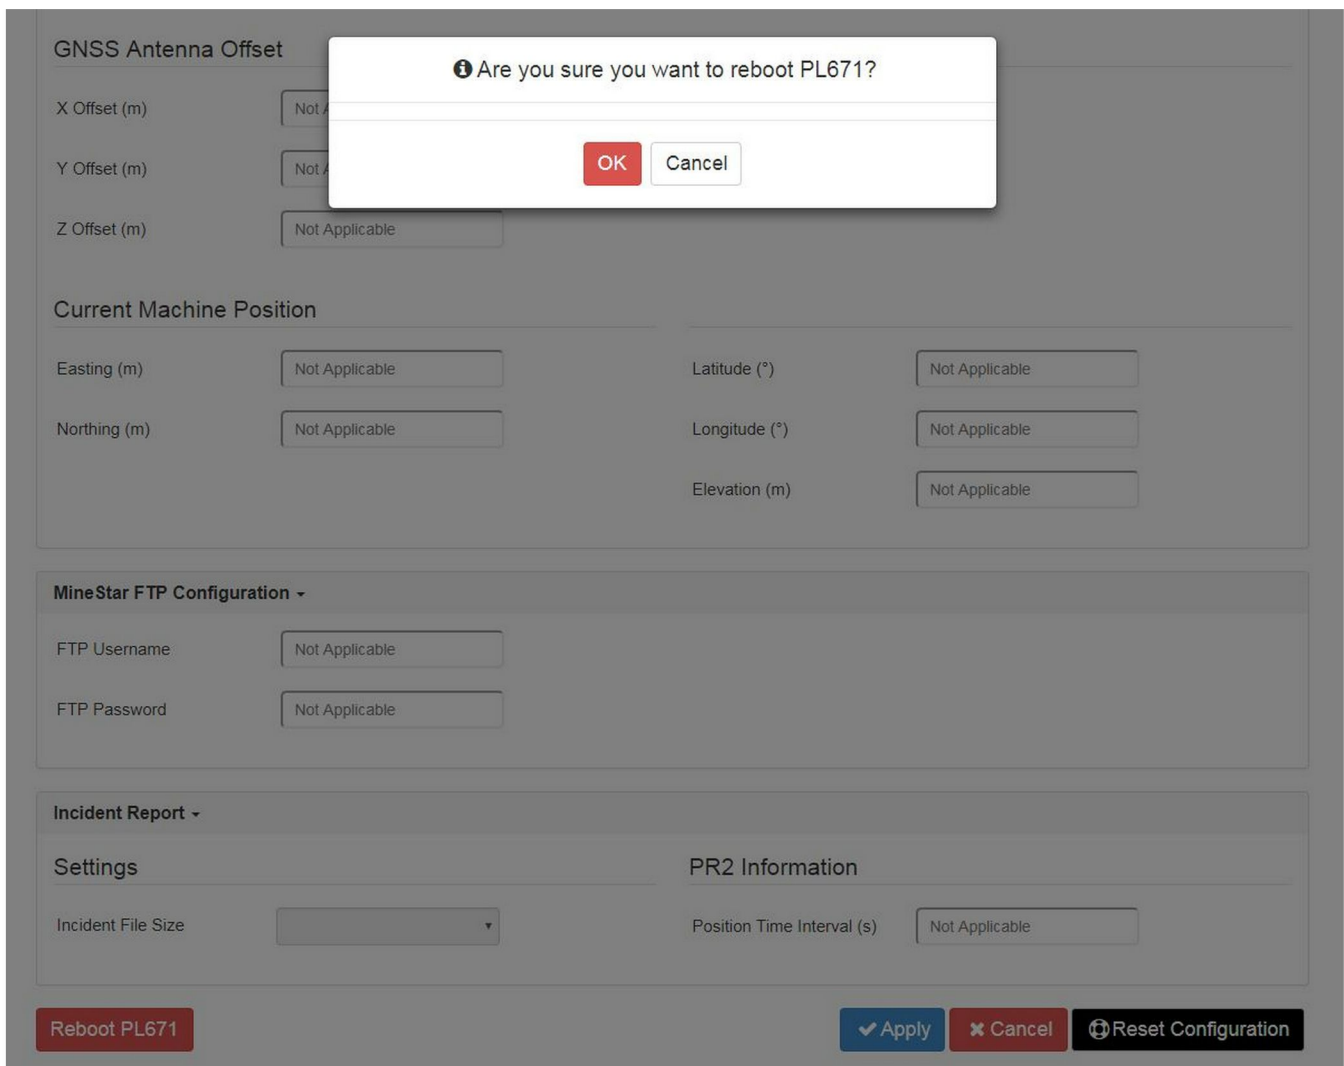 GNSS Antenna Offset
Are you sure you want to reboot PL671?
X Offset (m) Not
OK Cancel
Y Offset (m) Not
Z Offset (m) Not Applicable
Current Machine Position
Easting (m) Not Applicable Latitude (°) Not Applicable
Northing (m) Not Applicable Longitude (°) Not Applicable
Elevation (m) Not Applicable
MineStar FTP Configuration
FTP Username Not Applicable
FTP Password Not Applicable
Incident Report
Settings PR2 Information
Incident File Size Position Time Interval (s) Not Applicable
Reboot PL671 Apply Cancel Reset Configuration